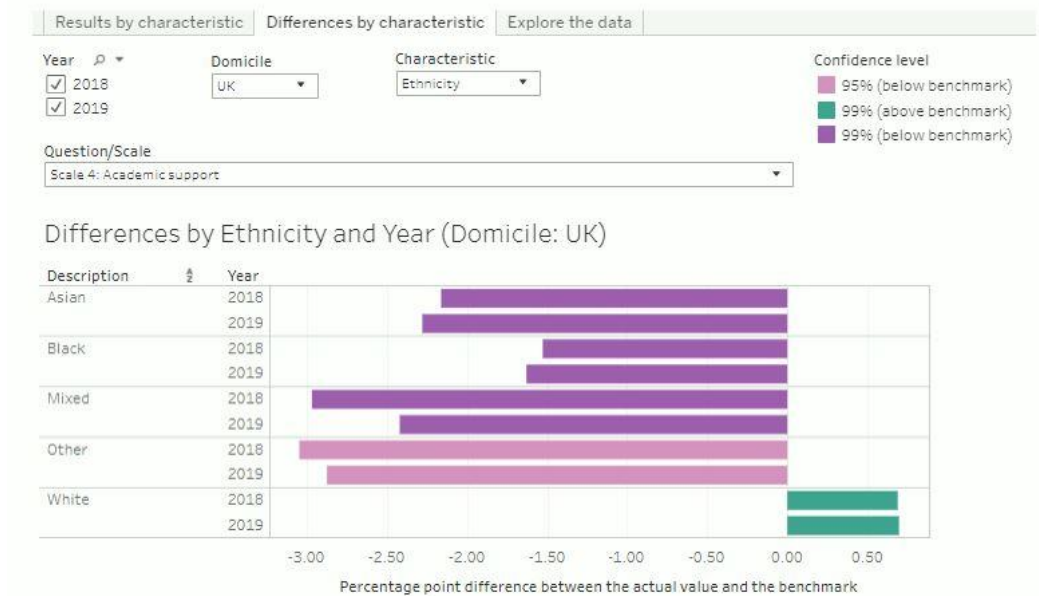 Results by characteristic Differences by characteristic Explore the data
Year Domicile Characteristic Confidence level
2018 UK Ethnicity 95% (below benchmark)
2019 99% (above benchmark)
99% (below benchmark)
Question/Scale
Scale 4: Academic support
Differences by Ethnicity and Year (Domicile: UK)
Description Year
Asian 2018
2019
Black 2018
2019
Mixed 2018
2019
Other 2018
2019
White 2018
2019
-3.00 -2.50 -2.00 -1.50 -1.00 -0.50 0.00 0.50
Percentage point difference between the actual value and the benchmark